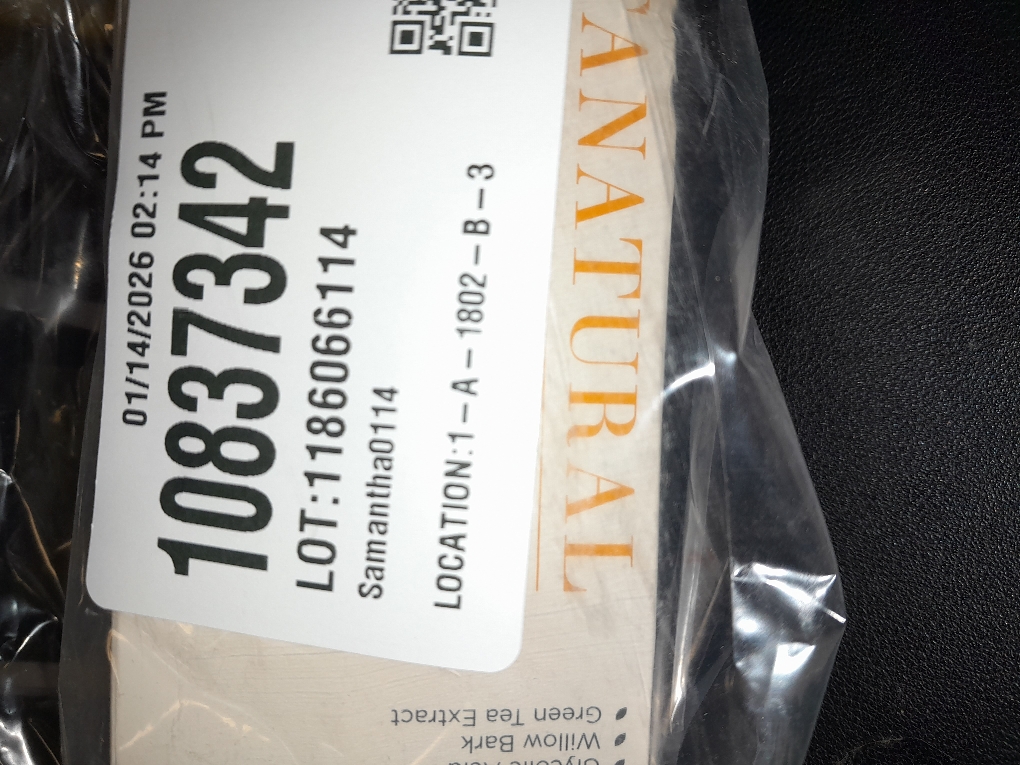 01/14/2026 02:14 PM
10837342
LOT:1186066114
Samantha0114
LOCATION:1-A-1802-B-3
NATURAL
Green Tea Extract
Willow Bark